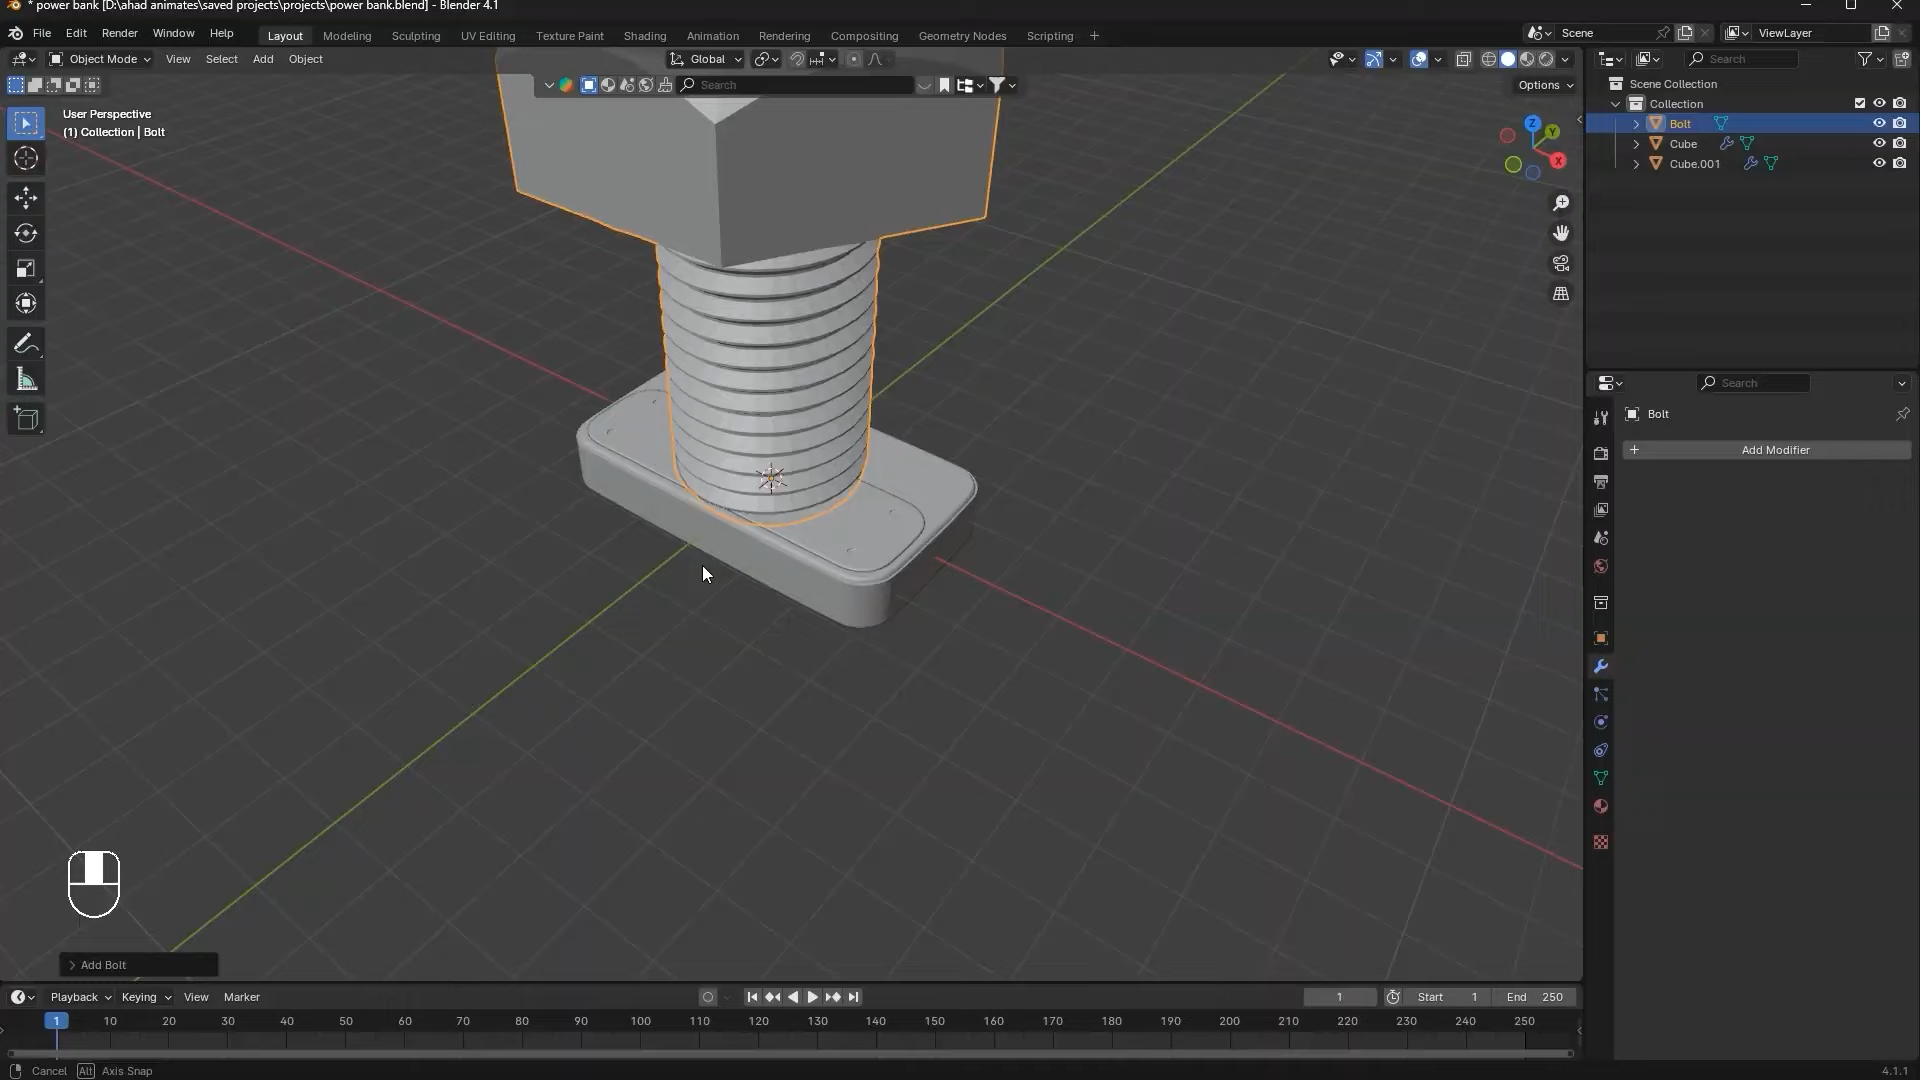 * power bank [D:\ahad animates\saved projects\projects\power bank.blend] - Blender 4.1
File Edit Render Window Help Layout Modeling Sculpting UV Editing Texture Paint Shading Animation Rendering Compositing Geometry Nodes Scripting + Scene ViewLayer
Object Mode View Select Add Object Global Search
Search Options
User Perspective
(1) Collection | Bolt
Scene Collection
Collection
Bolt
Cube
Cube.001
Z
Y
X
Search
Bolt
+ Add Modifier
> Add Bolt
Playback Keying View Marker 1 Start 1 End 250
1 10 20 30 40 50 60 70 80 90 100 110 120 130 140 150 160 170 180 190 200 210 220 230 240 250
Cancel Alt Axis Snap 4.1.1